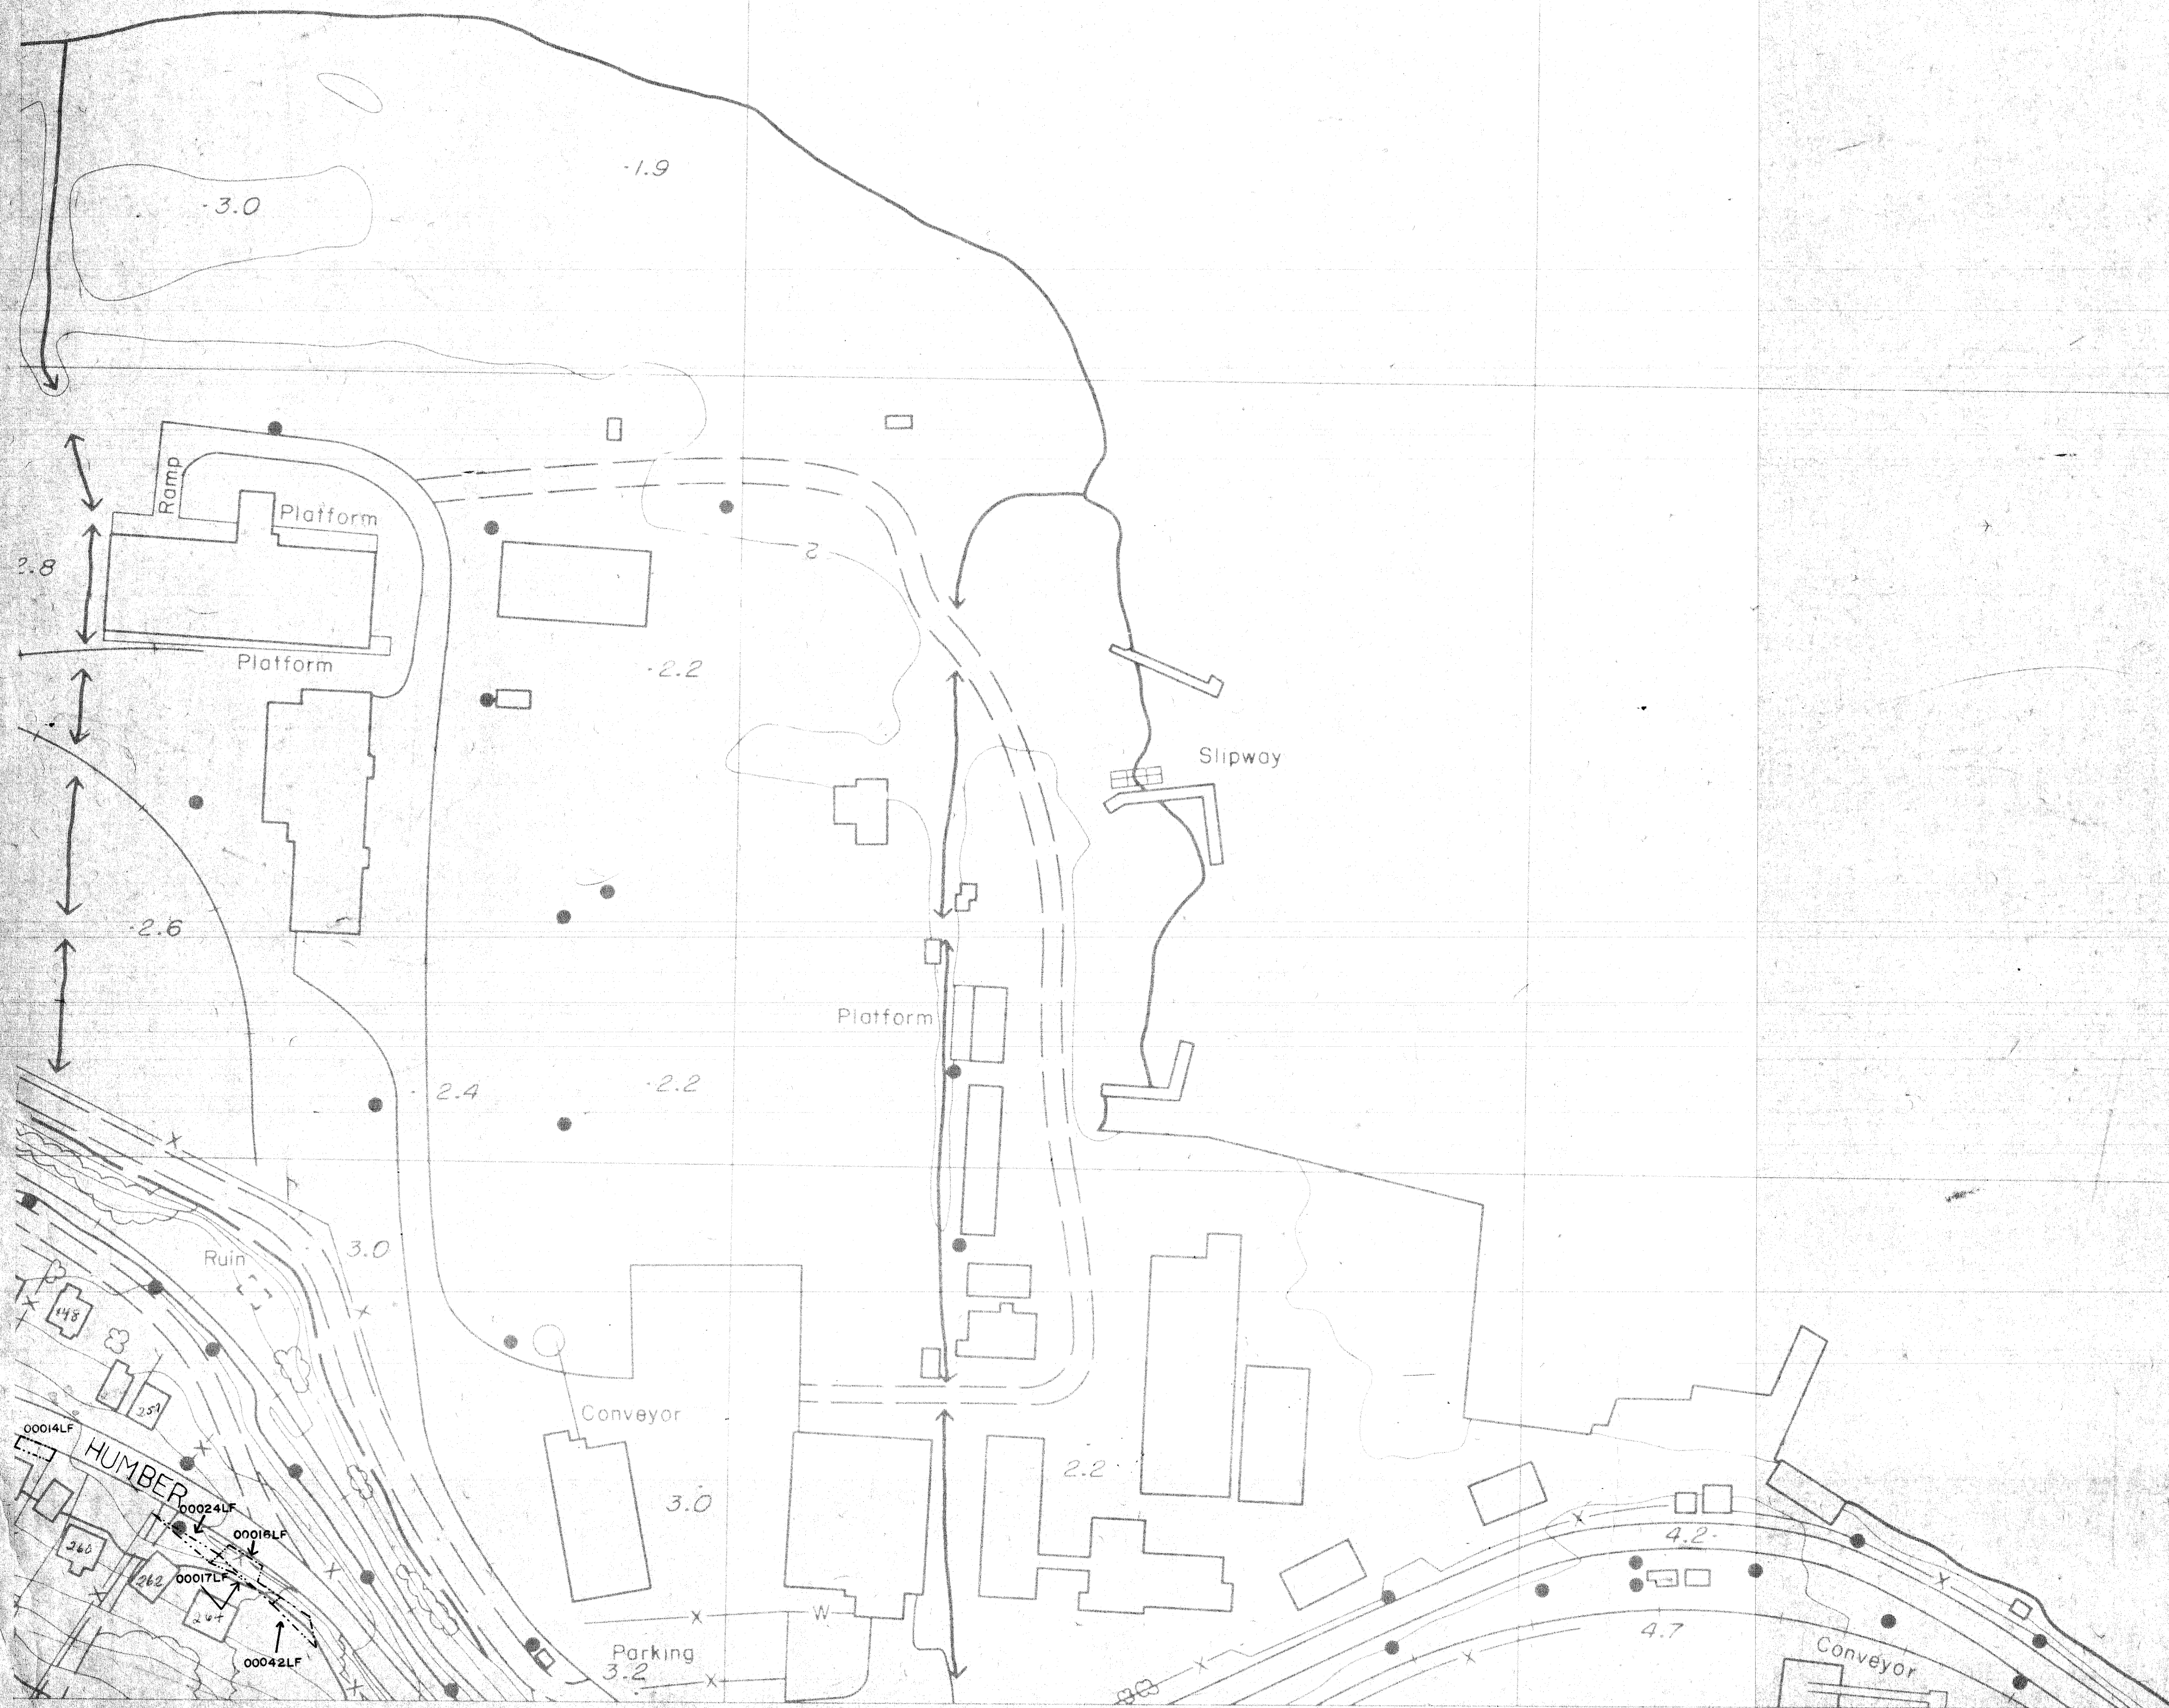 -1.9
-3.0
Ramp
Platform
2
2.8
Platform
-2.2
Slipway
-2.6
Platform
-2.2
2.4
3.0
Ruin
148
251
Conveyor
00014LF
HUMBER
2.2
3.0
00024LF
00016LF
4.2
260
262
00017LF
264
W
4.7
Parking
3.2
Conveyor
00042LF